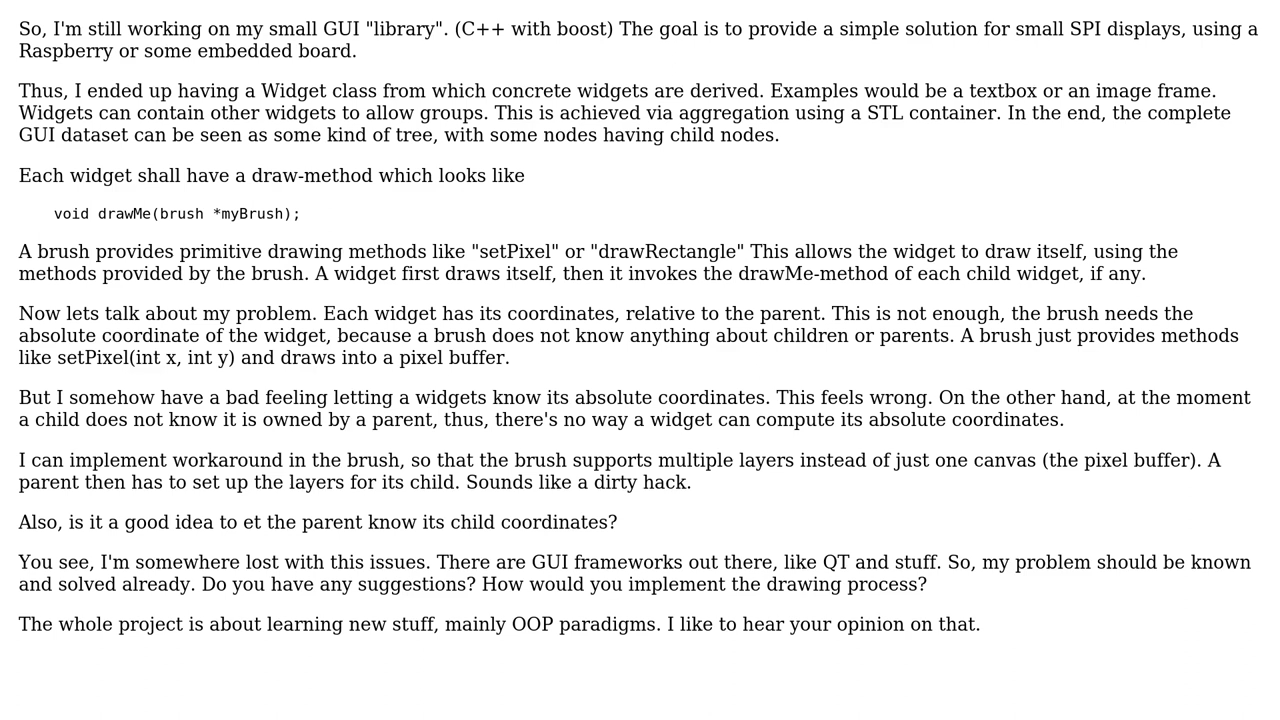 So, I'm still working on my small GUI "library". (C++ with boost) The goal is to provide a simple solution for small SPI displays, using a
Raspberry or some embedded board.
Thus, I ended up having a Widget class from which concrete widgets are derived. Examples would be a textbox or an image frame.
Widgets can contain other widgets to allow groups. This is achieved via aggregation using a STL container. In the end, the complete
GUI dataset can be seen as some kind of tree, with some nodes having child nodes.
Each widget shall have a draw-method which looks like
void drawMe(brush *myBrush);
A brush provides primitive drawing methods like "setPixel" or "drawRectangle" This allows the widget to draw itself, using the
methods provided by the brush. A widget first draws itself, then it invokes the drawMe-method of each child widget, if any.
Now lets talk about my problem. Each widget has its coordinates, relative to the parent. This is not enough, the brush needs the
absolute coordinate of the widget, because a brush does not know anything about children or parents. A brush just provides methods
like setPixel(int x, int y) and draws into a pixel buffer.
But I somehow have a bad feeling letting a widgets know its absolute coordinates. This feels wrong. On the other hand, at the moment
a child does not know it is owned by a parent, thus, there's no way a widget can compute its absolute coordinates.
I can implement workaround in the brush, so that the brush supports multiple layers instead of just one canvas (the pixel buffer). A
parent then has to set up the layers for its child. Sounds like a dirty hack.
Also, is it a good idea to et the parent know its child coordinates?
You see, I'm somewhere lost with this issues. There are GUI frameworks out there, like QT and stuff. So, my problem should be known
and solved already. Do you have any suggestions? How would you implement the drawing process?
The whole project is about learning new stuff, mainly OOP paradigms. I like to hear your opinion on that.